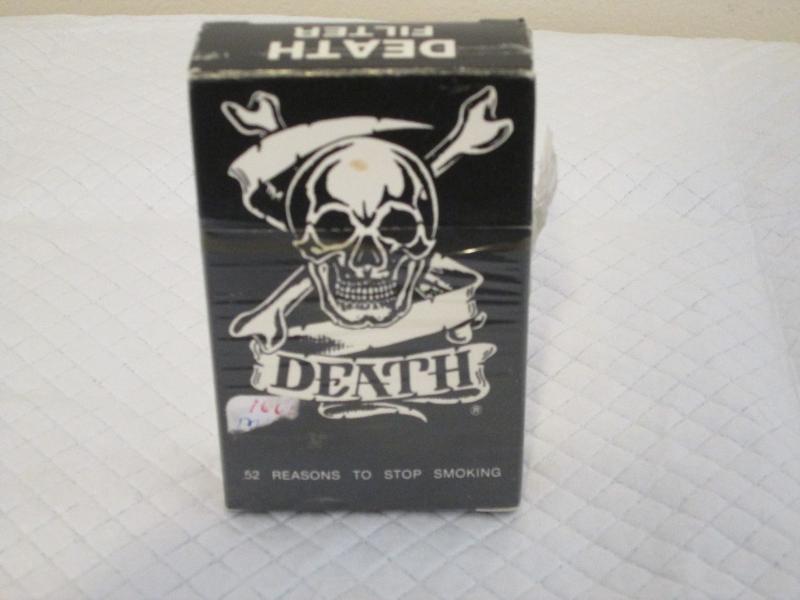 DEATH
FILTER
DEATH
®
52 REASONS TO STOP SMOKING